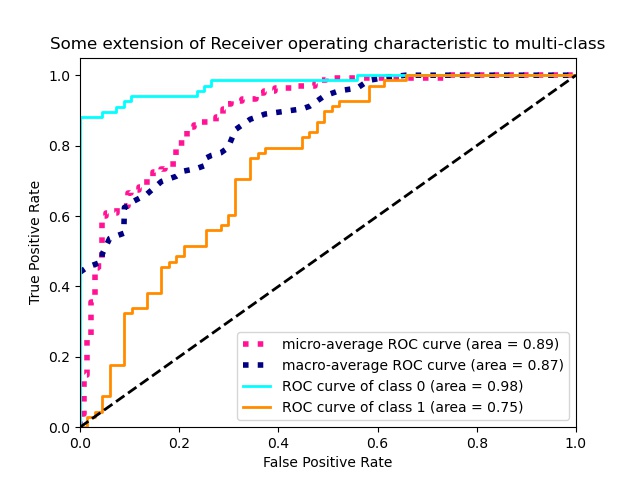 Some extension of Receiver operating characteristic to multi-class
1.0
0.8
0.6
0.4
0.2
0.0
True Positive Rate
micro-average ROC curve (area = 0.89)
macro-average ROC curve (area = 0.87)
ROC curve of class 0 (area = 0.98)
ROC curve of class 1 (area = 0.75)
0.0 0.2 0.4 0.6 0.8 1.0
False Positive Rate